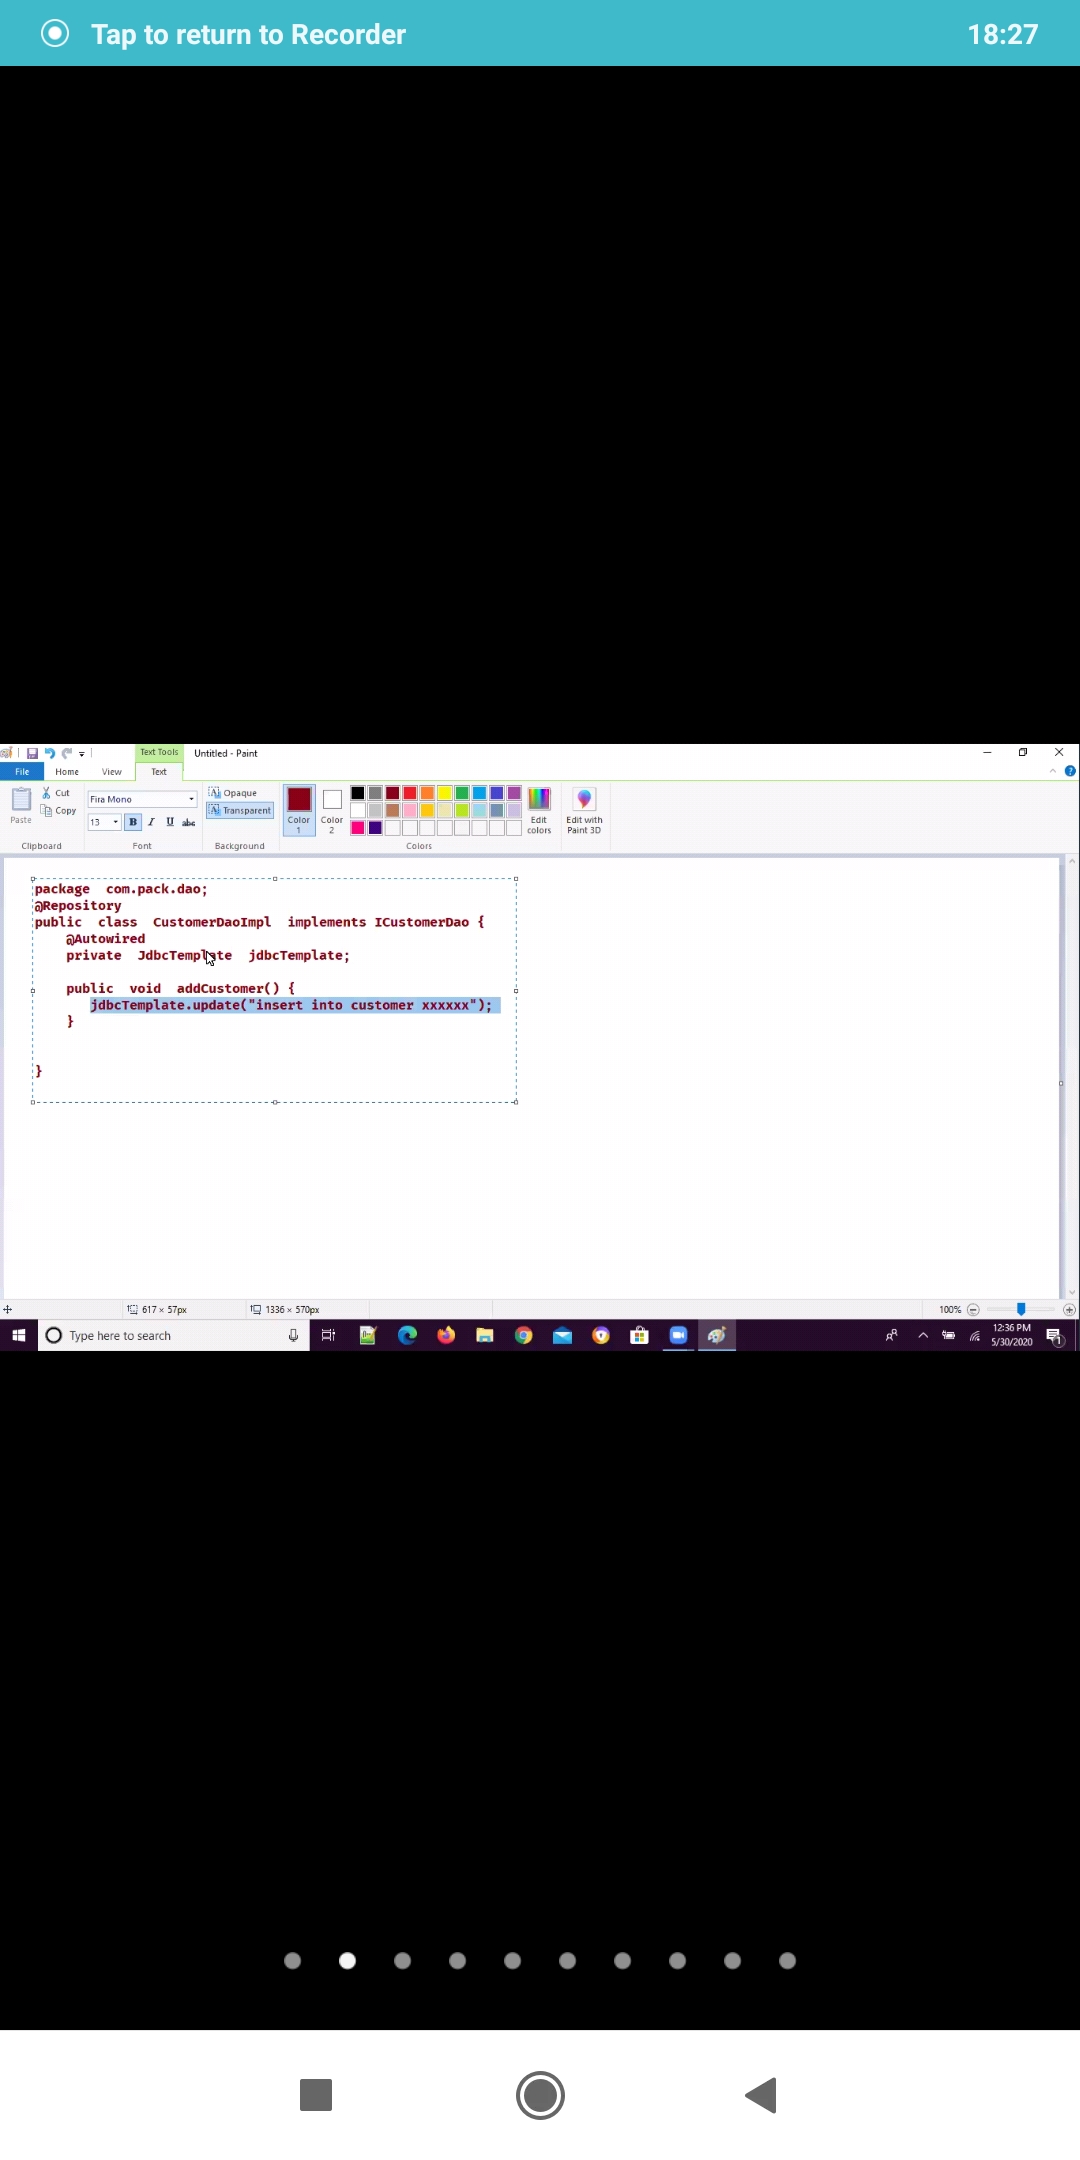 Tap to return to Recorder 18:27
Text Tools Untitled - Paint
File Home View Text
Paste Cut Copy
Fira Mono
13 B I U abc
Opaque
Transparent
Color 1
Color 2
Edit colors
Edit with Paint 3D
Clipboard Font Background Colors
package com.pack.dao;
@Repository
public class CustomerDaoImpl implements ICustomerDao {
@Autowired
private JdbcTemplate jdbcTemplate;
public void addCustomer() {
jdbcTemplate.update("insert into customer xxxxxx");
}
}
617 × 57px 1336 × 570px 100%
Type here to search
12:36 PM
5/30/2020
1